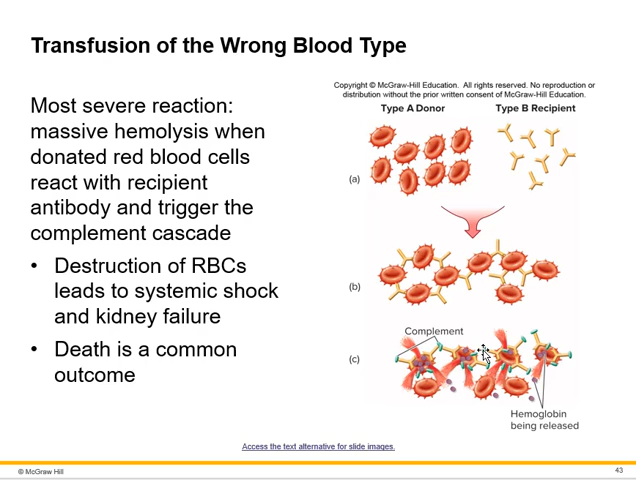 Transfusion of the Wrong Blood Type
Most severe reaction:
massive hemolysis when
donated red blood cells
react with recipient
antibody and trigger the
complement cascade
• Destruction of RBCs
leads to systemic shock
and kidney failure
• Death is a common
outcome
Copyright © McGraw-Hill Education. All rights reserved. No reproduction or
distribution without the prior written consent of McGraw-Hill Education.
Type A Donor
Type B Recipient
(a)
(b)
Complement
(c)
Hemoglobin
being released
Access the text alternative for slide images.
© McGraw Hill
43